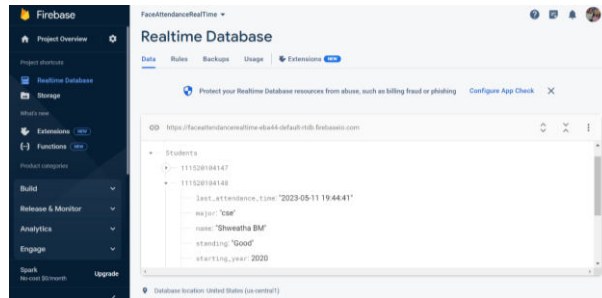 Firebase
FaceAttendanceRealTime
Project Overview
Realtime Database
Project shortcuts
Data Rules Backups Usage Extensions NEW
Realtime Database
Storage
Protect your Realtime Database resources from abuse, such as billing fraud or phishing Configure App Check
What's new
Extensions NEW
Functions NEW
https://faceattendancerealtime-eba44-default-rtdb.firebaseio.com
Product categories
Students
111520104147
111520104148
Build
last_attendance_time: "2023-05-11 19:44:41"
Release & Monitor
major: "cse"
name: "Shweatha BM"
Analytics
standing: "Good"
Engage
starting_year: 2020
Spark
No-cost $0/month
Upgrade
Database location: United States (us-central1)